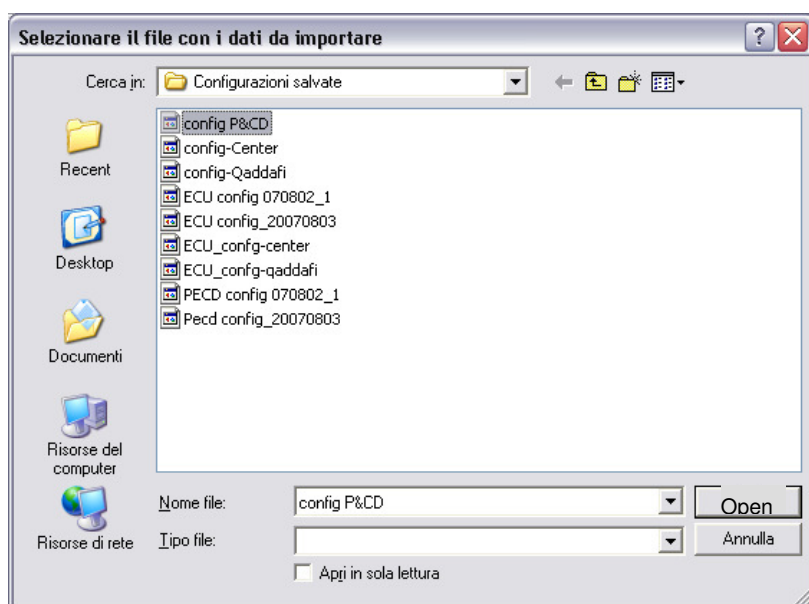 Selezionare il file con i dati da importare
Cerca in: Configurazioni salvate
Recent
Desktop
Documenti
Risorse del
computer
Risorse di rete
config P&CD
config-Center
config-Qaddafi
ECU config 070802_1
ECU config_20070803
ECU_confg-center
ECU_confg-qaddafi
PECD config 070802_1
Pecd config_20070803
Nome file: config P&CD Open
Tipo file: Annulla
Apri in sola lettura